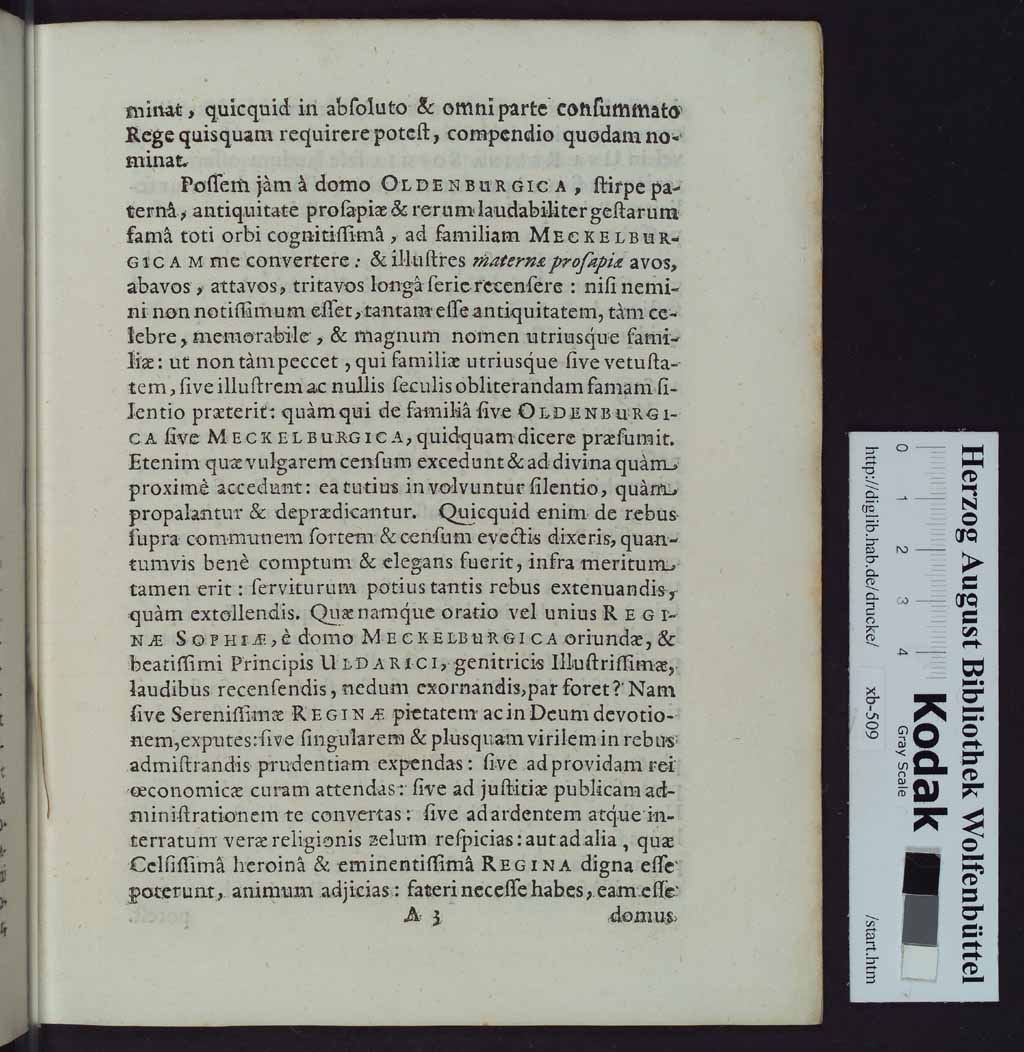 minat, quicquid in abſoluto & omni parte conſummato
Rege quisquam requirere poteſt, compendio quodam no-
minat.
Poſſem jàm à domo OLDENBURGICA, ſtirpe pa-
ternâ, antiquitate proſapiæ & rerum laudabiliter geſtarum
famâ toti orbi cognitiſſimâ, ad familiam MECKELBUR-
GICAM me convertere: & illuſtres maternæ proſapiæ avos,
abavos, attavos, tritavos longâ ſerie recenſere: niſi nemi-
ni non notiſſimum eſſet, tantam eſſe antiquitatem, tàm ce-
lebre, memorabile, & magnum nomen utriusq́ue fami-
liæ: ut non tàm peccet, qui familiæ utriusq́ue ſive vetuſta-
tem, ſive illuſtrem ac nullis ſeculis obliterandam famam ſi-
lentio præterit: quàm qui de familiâ ſive OLDENBURGI-
CA ſive MECKELBURGICA, quidquam dicere præſumit.
Etenim quæ vulgarem cenſum excedunt & ad divina quàm
proximè accedunt: ea tutius involvuntur ſilentio, quàm
propalantur & deprædicantur. Quicquid enim de rebus
ſupra communem ſortem & cenſum evectis dixeris, quan-
tumvis benè comptum & elegans fuerit, infra meritum
tamen erit: ſerviturum potius tantis rebus extenuandis,
quàm extollendis. Quæ namq́ue oratio vel unius REGI-
NÆ SOPHIÆ, è domo MECKELBURGICA oriundæ, &
beatiſſimi Principis ULDARICI, genitricis Illuſtriſſimæ,
laudibus recenſendis, nedum exornandis, par foret? Nam
ſive Sereniſſimæ REGINÆ pietatem ac in Deum devotio-
nem, exputes: ſive ſingularem & plusquam virilem in rebus
admiſtrandis prudentiam expendas: ſive ad providam rei
œconomicæ curam attendas: ſive ad juſtitiæ publicam ad-
miniſtrationem te convertas: ſive ad ardentem atq́ue in-
terratum veræ religionis zelum reſpicias: aut ad alia, quæ
Celſiſſimâ heroinâ & eminentiſſimâ REGINA digna eſſe
poterunt, animum adjicias: fateri neceſſe habes, eam eſſe
A 3 domus
Herzog August Bibliothek Wolfenbüttel
http://diglib.hab.de/drucke/ xb-509 /start.htm
0 1 2 3 4
Kodak
Gray Scale